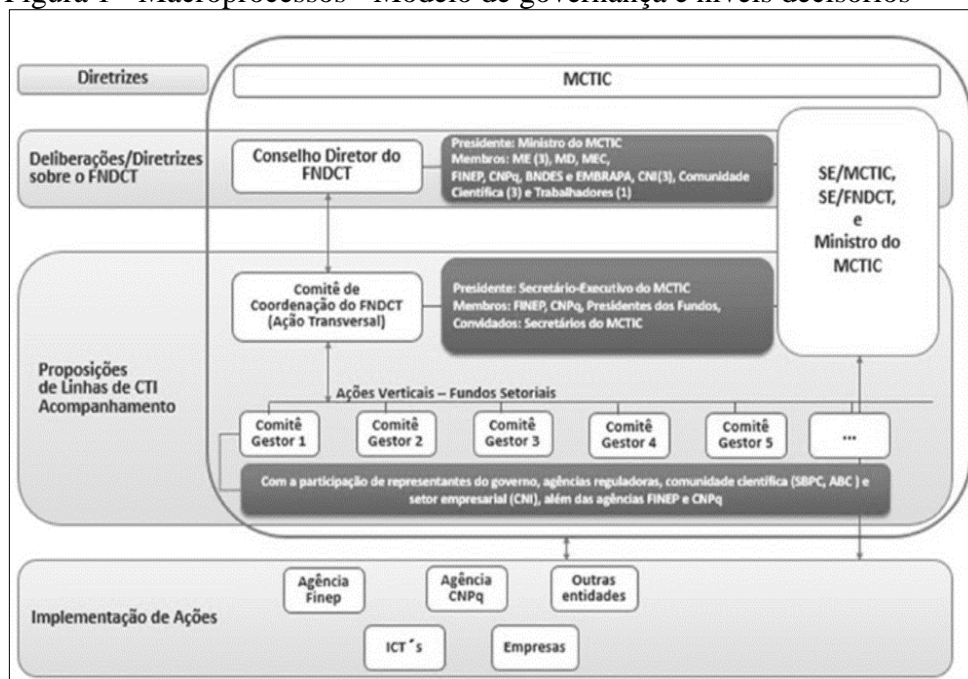 Figura 1 - Macroprocessos - Modelo de governança e níveis decisórios
Diretrizes
MCTIC
Deliberações/Diretrizes
sobre o FNDCT
Conselho Diretor do
FNDCT
Presidente: Ministro do MCTIC
Membros: ME (3), MD, MEC,
FINEP, CNPq, BNDES e EMBRAPA, CNI(3), Comunidade
Científica (3) e Trabalhadores (1)
SE/MCTIC,
SE/FNDCT,
e
Ministro do
MCTIC
Comitê de
Coordenação do FNDCT
(Ação Transversal)
Presidente: Secretário-Executivo do MCTIC
Membros: FINEP, CNPq, Presidentes dos Fundos,
Convidados: Secretários do MCTIC
Proposições
de Linhas de CTI
Acompanhamento
Ações Verticais – Fundos Setoriais
Comitê
Gestor 1
Comitê
Gestor 2
Comitê
Gestor 3
Comitê
Gestor 4
Comitê
Gestor 5
...
Com a participação de representantes do governo, agências reguladoras, comunidade científica (SBPC, ABC ) e
setor empresarial (CNI), além das agências FINEP e CNPq
Implementação de Ações
Agência
Finep
Agência
CNPq
Outras
entidades
ICT´s
Empresas